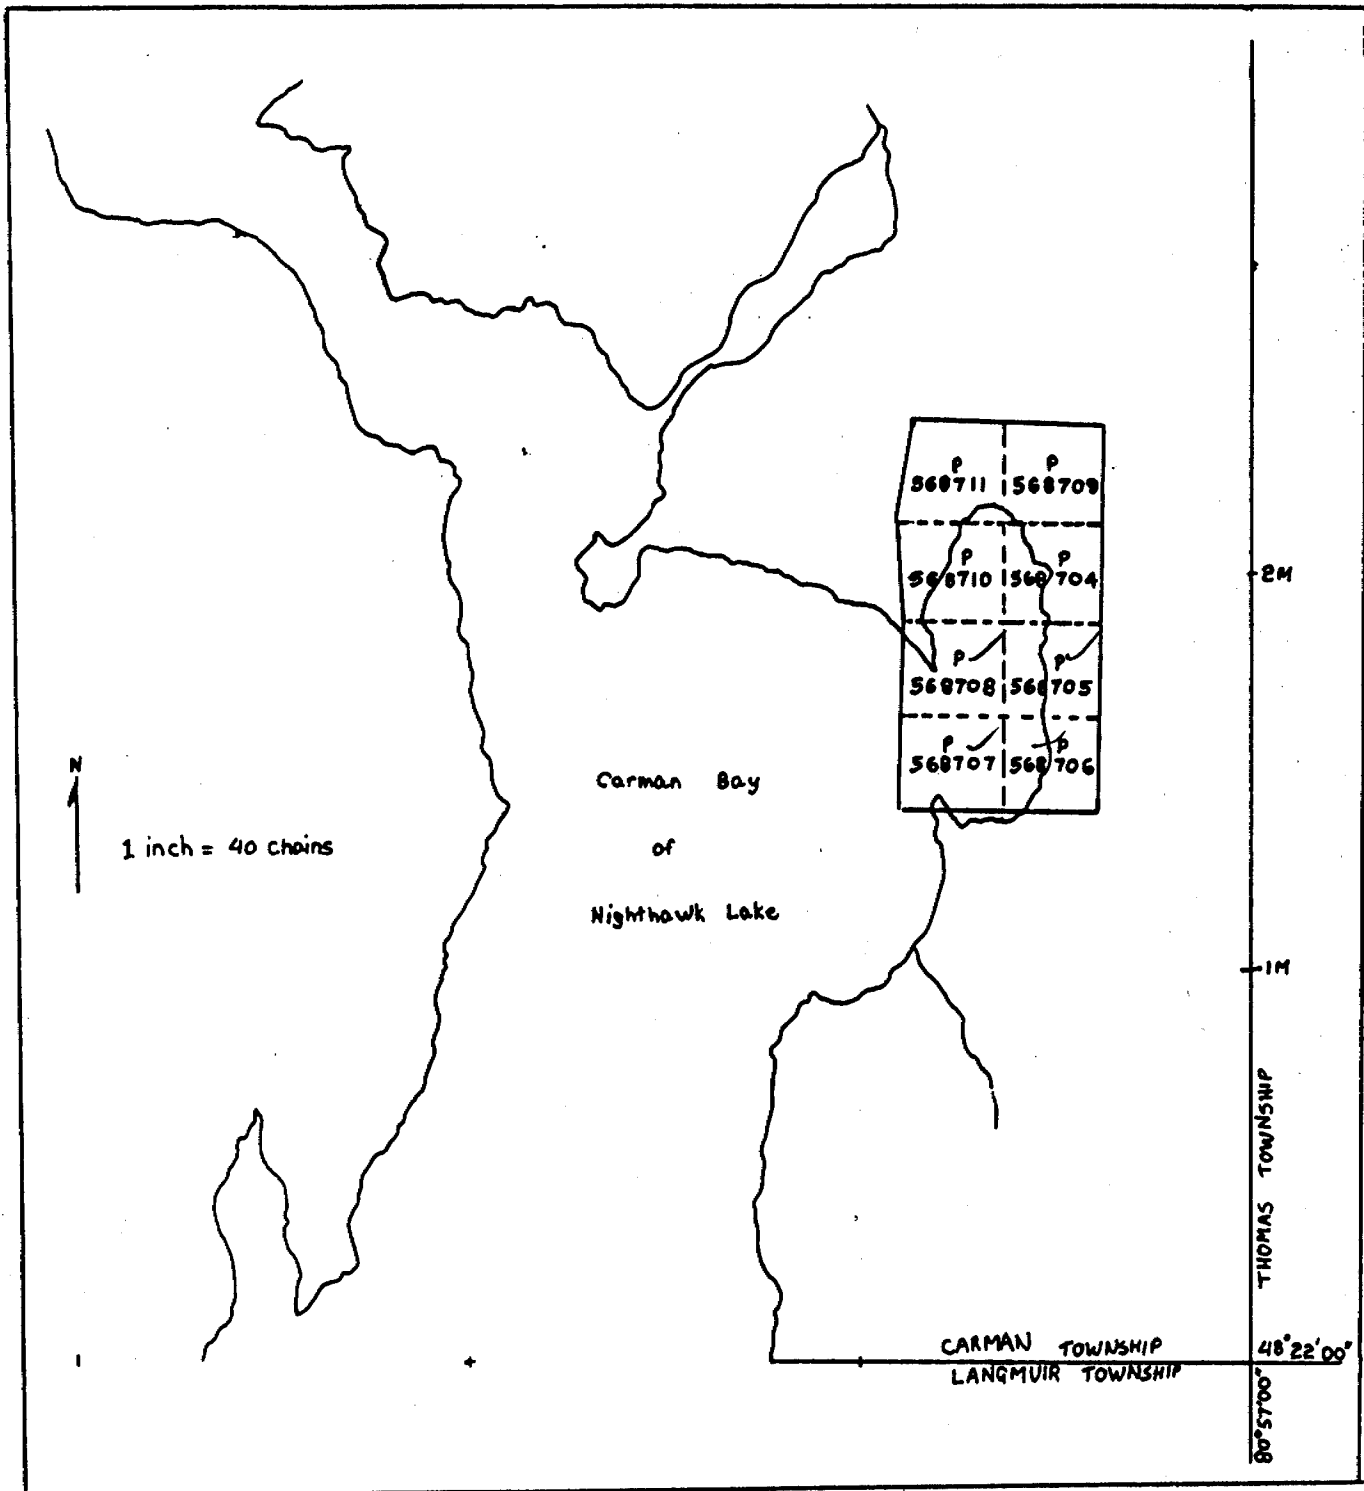 P P
568711 568709
P P
568710 568704
2M
P P
568708 568705
P P
568707 568706
N
1 inch = 40 chains
Carman Bay
of
Nighthawk Lake
1M
THOMAS TOWNSHIP
CARMAN TOWNSHIP
LANGMUIR TOWNSHIP
48°22'00"
80°57'00"